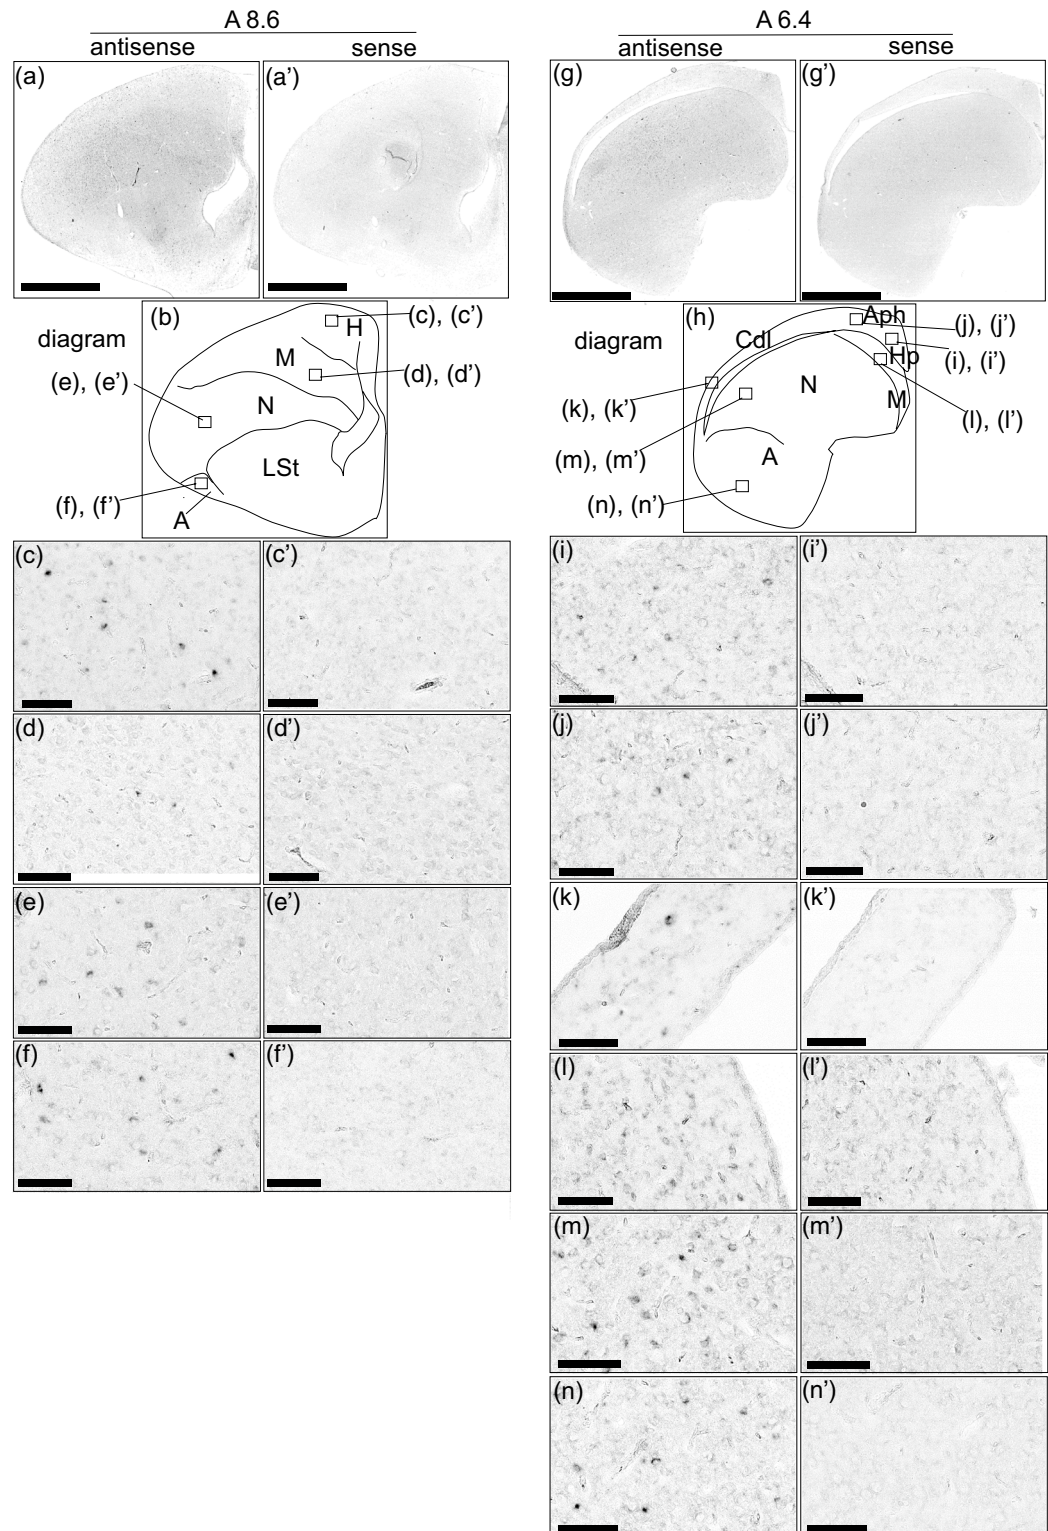 A 8.6
antisense
sense
(a)
(a’)
diagram
(b)
H
M
N
LSt
A
(c), (c’)
(d), (d’)
(e), (e’)
(f), (f’)
(c)
(c’)
(d)
(d’)
(e)
(e’)
(f)
(f’)
A 6.4
antisense
sense
(g)
(g’)
diagram
(h)
Aph
Cdl
Hp
N
M
A
(j), (j’)
(i), (i’)
(k), (k’)
(l), (l’)
(m), (m’)
(n), (n’)
(i)
(i’)
(j)
(j’)
(k)
(k’)
(l)
(l’)
(m)
(m’)
(n)
(n’)